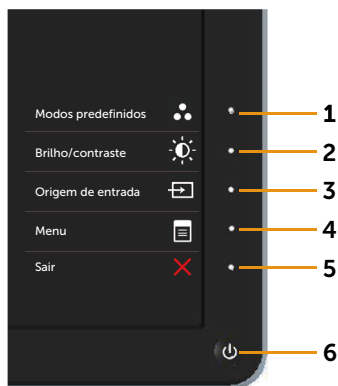 Modos predefinidos 1
Brilho/contraste 2
Origem de entrada 3
Menu 4
Sair 5
6